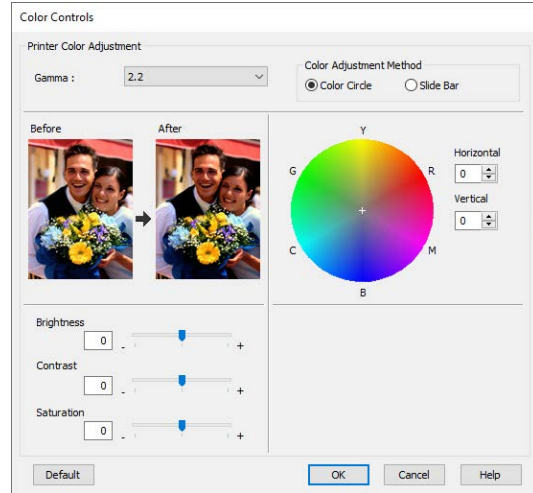 Color Controls
Printer Color Adjustment
Gamma :
2.2
Color Adjustment Method
Color Circle
Slide Bar
Before
After
Y
G
R
C
M
B
Horizontal
0
Vertical
0
Brightness
0
-
+
Contrast
0
-
+
Saturation
0
-
+
Default
OK
Cancel
Help